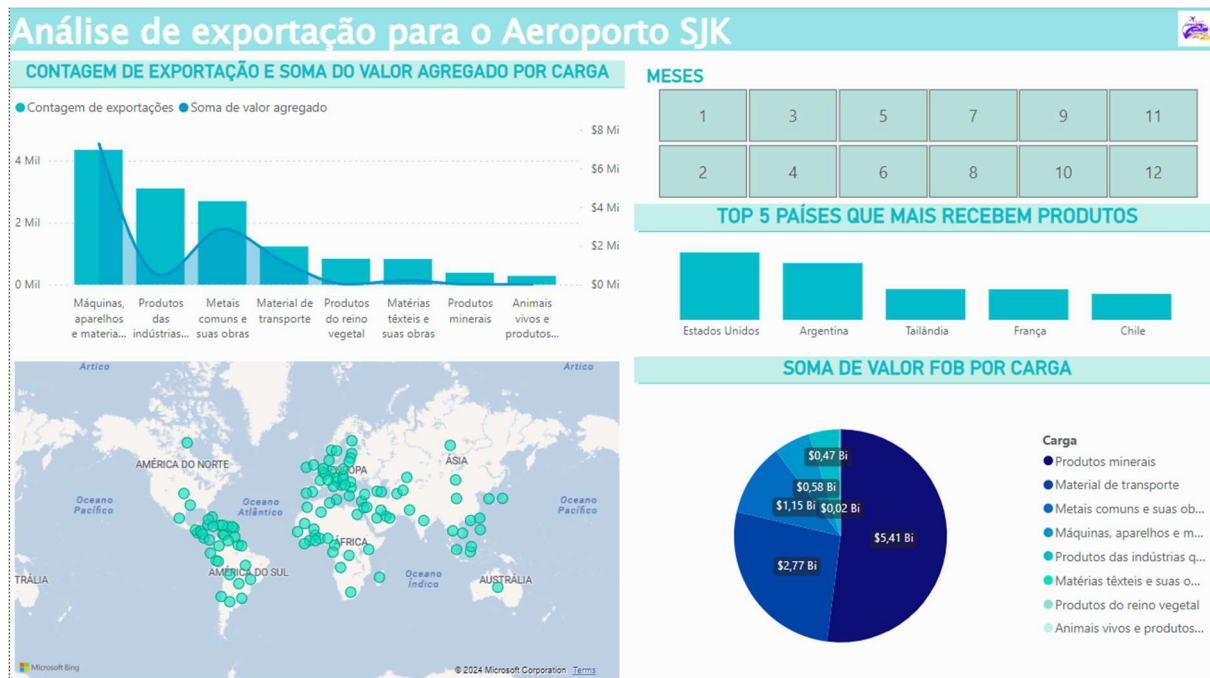 Análise de exportação para o Aeroporto SJK
CONTAGEM DE EXPORTAÇÃO E SOMA DO VALOR AGREGADO POR CARGA
Contagem de exportações
Soma de valor agregado
4 Mil
2 Mil
0 Mil
$8 Mi
$6 Mi
$4 Mi
$2 Mi
$0 Mi
Máquinas,
aparelhos
e materia...
Produtos
das
indústrias...
Metais
comuns e
suas obras
Material de
transporte
Produtos
do reino
vegetal
Matérias
têxteis e
suas obras
Produtos
minerais
Animais
vivos e
produtos...
MESES
1 3 5 7 9 11
2 4 6 8 10 12
TOP 5 PAÍSES QUE MAIS RECEBEM PRODUTOS
Estados Unidos
Argentina
Tailândia
França
Chile
Ártico
Ártico
AMÉRICA DO NORTE
EUROPA
ÁSIA
Oceano
Pacífico
Oceano
Atlântico
Oceano
Pacífico
ÁFRICA
AMÉRICA DO SUL
Oceano
Índico
TRÁLIA
AUSTRÁLIA
Microsoft Bing
© 2024 Microsoft Corporation Terms
SOMA DE VALOR FOB POR CARGA
$0,47 Bi
$0,58 Bi
$1,15 Bi
$0,02 Bi
$5,41 Bi
$2,77 Bi
Carga
Produtos minerais
Material de transporte
Metais comuns e suas ob...
Máquinas, aparelhos e m...
Produtos das indústrias q...
Matérias têxteis e suas o...
Produtos do reino vegetal
Animais vivos e produtos...